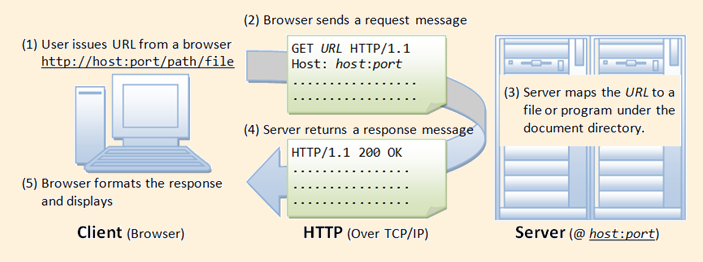 (1) User issues URL from a browser
http://host:port/path/file
(2) Browser sends a request message
GET URL HTTP/1.1
Host: host:port
..................
..................
(3) Server maps the URL to a
file or program under the
document directory.
(4) Server returns a response message
HTTP/1.1 200 OK
.................
.................
.................
(5) Browser formats the response
and displays
Client (Browser)
HTTP (Over TCP/IP)
Server (@ host:port)